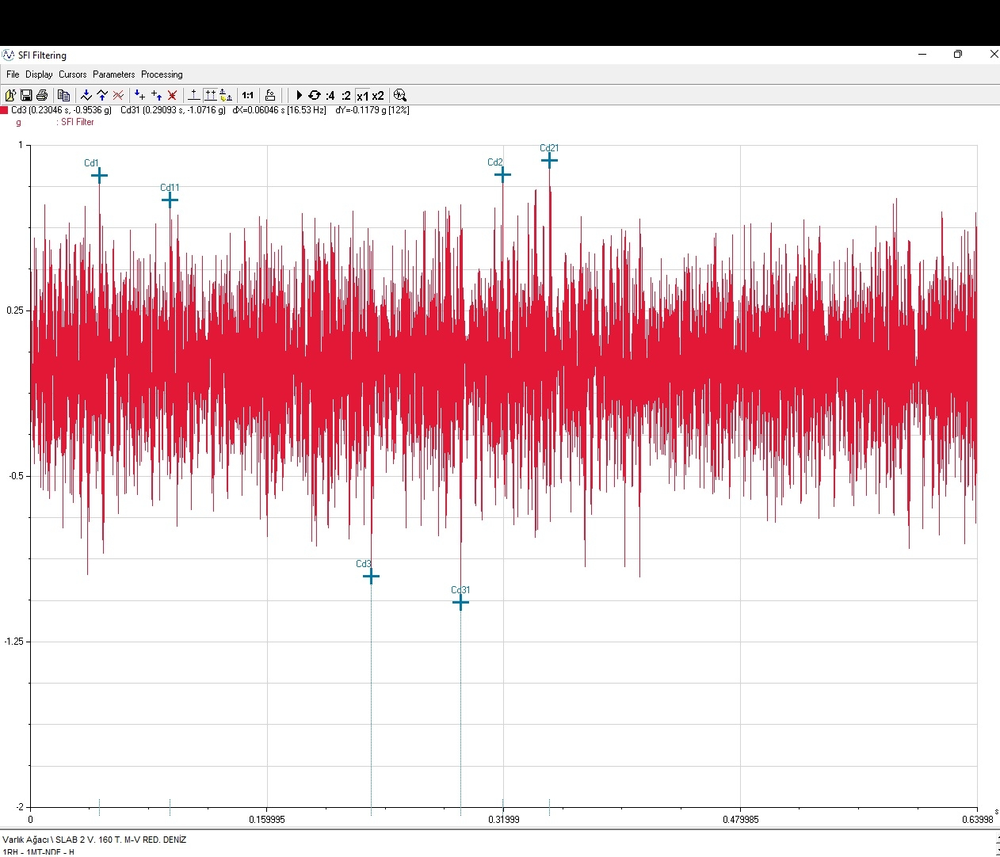 SFI Filtering
File Display Cursors Parameters Processing
1:1 fo :4 :2 x1 x2
Cd3 (0.23046 s, -0.9536 g) Cd31 (0.29093 s, -1.0716 g) dX=0.06046 s [16.53 Hz] dY=-0.1179 g [12%]
g : SFI Filter
1
Cd1
Cd11
Cd2
Cd21
0.25
-0.5
Cd3
Cd31
-1.25
-2
0 0.159995 0.31999 0.479985 0.63998 s
Varlık Ağacı \ SLAB 2 V. 160 T. M-V RED. DENİZ
1RH - 1MT-NDE - H